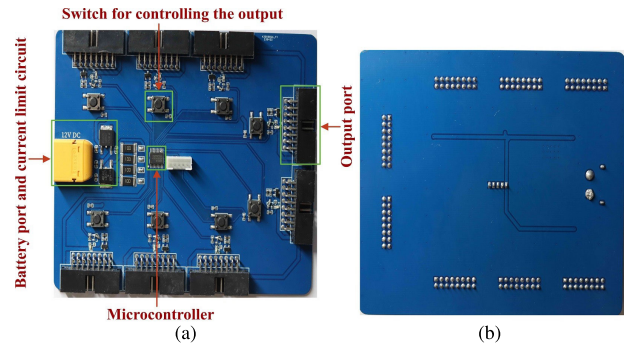 Switch for controlling the output
Battery port and current limit circuit
12V DC
Output port
Microcontroller
(a)
(b)